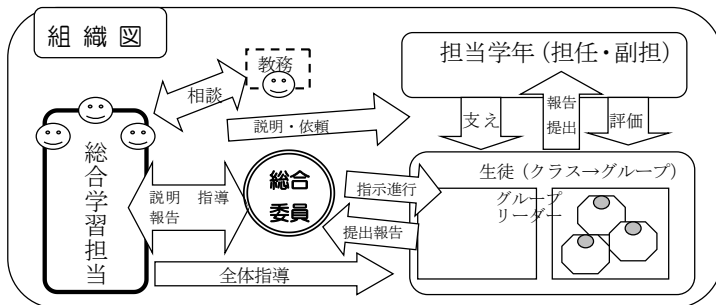 組織図
教務
相談
説明・依頼
担当学年（担任・副担）
支え
報告
提出
評価
総合学習担当
説明　指導
報告
総合
委員
指示進行
提出報告
全体指導
生徒（クラス→グループ）
グループ
リーダー